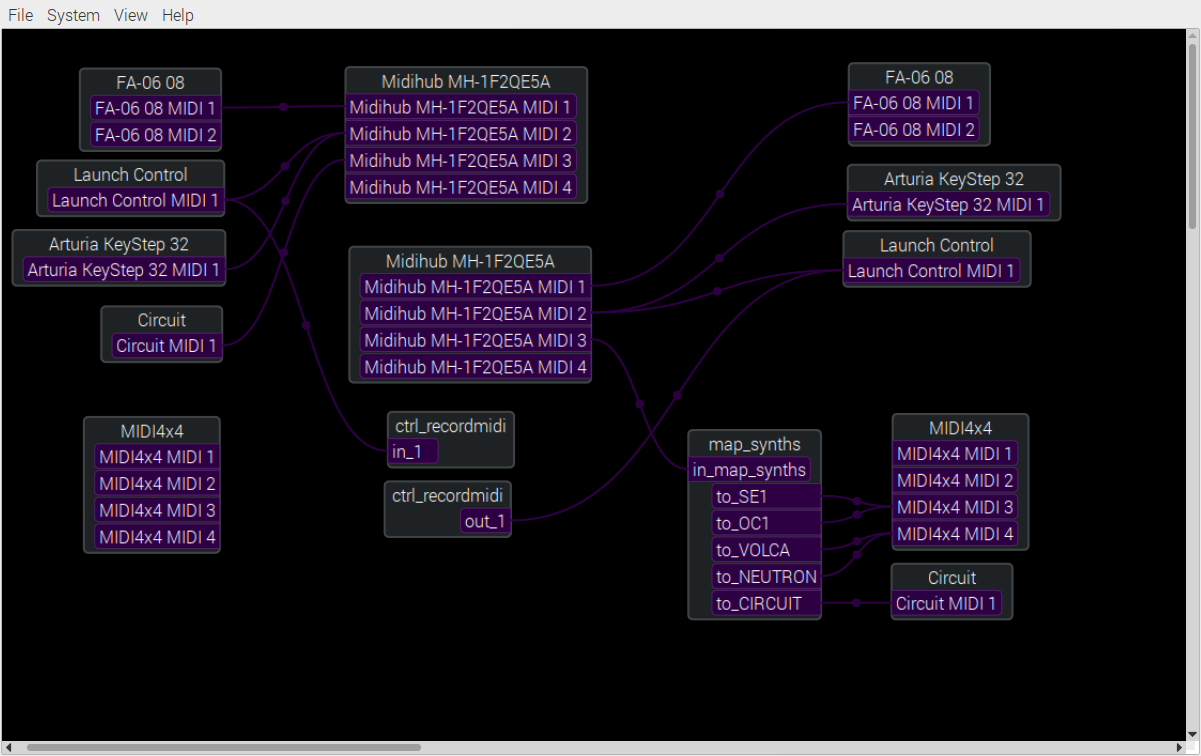 File System View Help
FA-06 08
FA-06 08 MIDI 1
FA-06 08 MIDI 2
Launch Control
Launch Control MIDI 1
Arturia KeyStep 32
Arturia KeyStep 32 MIDI 1
Circuit
Circuit MIDI 1
MIDI4x4
MIDI4x4 MIDI 1
MIDI4x4 MIDI 2
MIDI4x4 MIDI 3
MIDI4x4 MIDI 4
Midihub MH-1F2QE5A
Midihub MH-1F2QE5A MIDI 1
Midihub MH-1F2QE5A MIDI 2
Midihub MH-1F2QE5A MIDI 3
Midihub MH-1F2QE5A MIDI 4
Midihub MH-1F2QE5A
Midihub MH-1F2QE5A MIDI 1
Midihub MH-1F2QE5A MIDI 2
Midihub MH-1F2QE5A MIDI 3
Midihub MH-1F2QE5A MIDI 4
ctrl_recordmidi
in_1
ctrl_recordmidi
out_1
map_synths
in_map_synths
to_SE1
to_OC1
to_VOLCA
to_NEUTRON
to_CIRCUIT
FA-06 08
FA-06 08 MIDI 1
FA-06 08 MIDI 2
Arturia KeyStep 32
Arturia KeyStep 32 MIDI 1
Launch Control
Launch Control MIDI 1
MIDI4x4
MIDI4x4 MIDI 1
MIDI4x4 MIDI 2
MIDI4x4 MIDI 3
MIDI4x4 MIDI 4
Circuit
Circuit MIDI 1